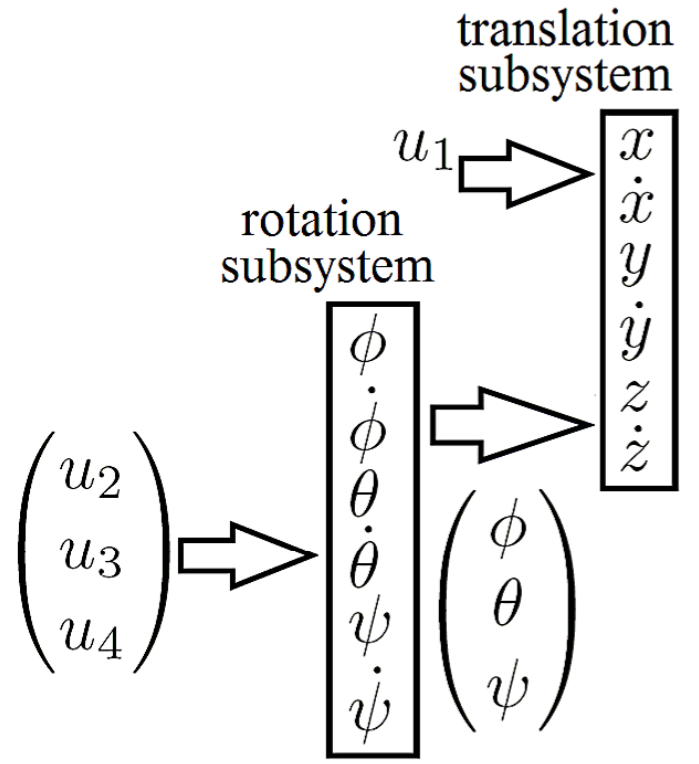 translation
subsystem
u₁
x
ẋ
y
ẏ
z
ż
rotation
subsystem
ϕ
ϕ̇
θ
θ̇
ψ
ψ̇
u₂
u₃
u₄
ϕ
θ
ψ